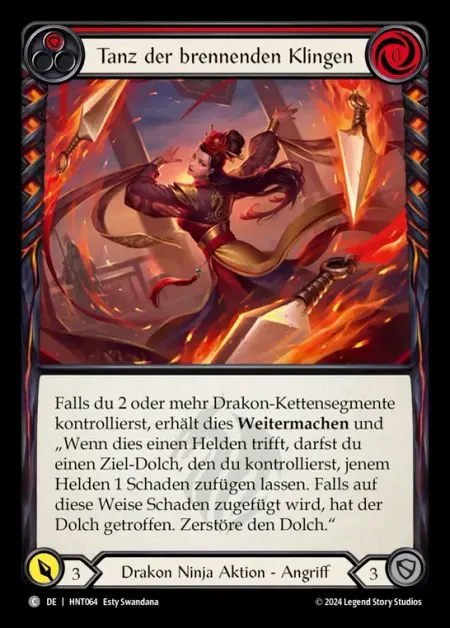 Tanz der brennenden Klingen
0
Falls du 2 oder mehr Drakon-Kettensegmente
kontrollierst, erhält dies Weitermachen und
„Wenn dies einen Helden trifft, darfst du
einen Ziel-Dolch, den du kontrollierst, jenem
Helden 1 Schaden zufügen lassen. Falls auf
diese Weise Schaden zugefügt wird, hat der
Dolch getroffen. Zerstöre den Dolch.“
3
Drakon Ninja Aktion - Angriff
3
C DE | HNT064 Esty Swandana
© 2024 Legend Story Studios